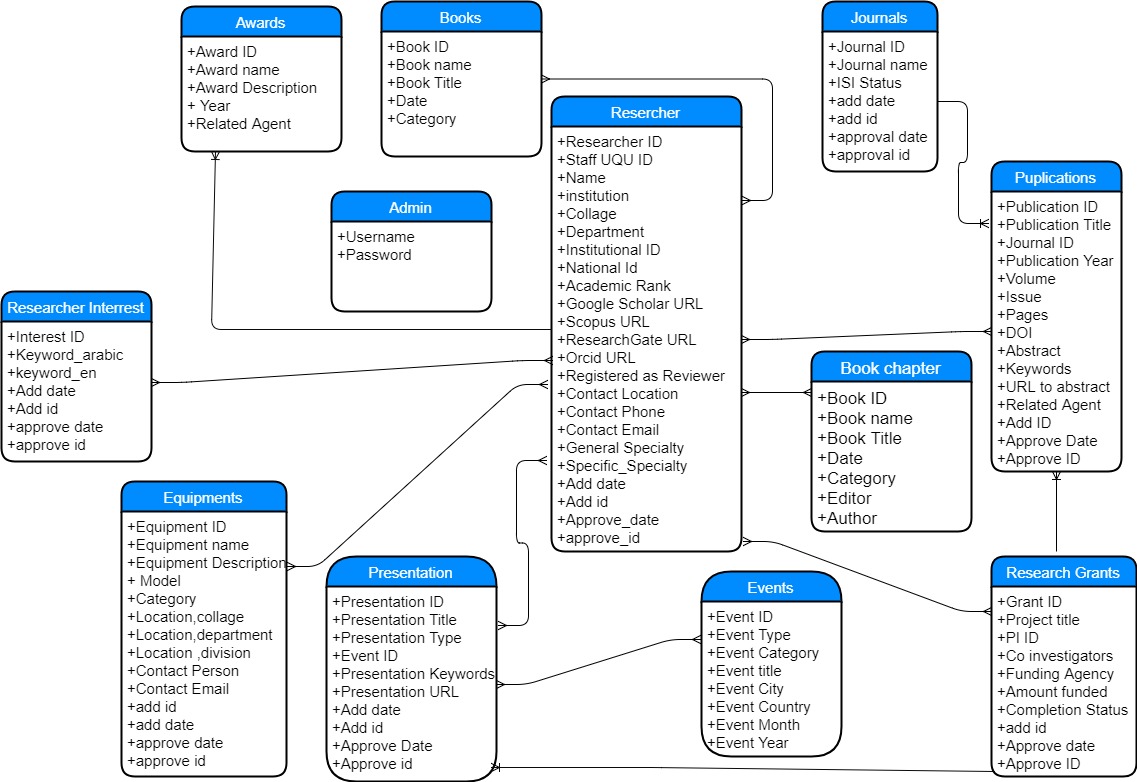 Awards
+Award ID
+Award name
+Award Description
+ Year
+Related Agent
Books
+Book ID
+Book name
+Book Title
+Date
+Category
Journals
+Journal ID
+Journal name
+ISI Status
+add date
+add id
+approval date
+approval id
Resercher
+Researcher ID
+Staff UQU ID
+Name
+institution
+Collage
+Department
+Institutional ID
+National Id
+Academic Rank
+Google Scholar URL
+Scopus URL
+ResearchGate URL
+Orcid URL
+Registered as Reviewer
+Contact Location
+Contact Phone
+Contact Email
+General Specialty
+Specific_Specialty
+Add date
+Add id
+Approve_date
+approve_id
Puplications
+Publication ID
+Publication Title
+Journal ID
+Publication Year
+Volume
+Issue
+Pages
+DOI
+Abstract
+Keywords
+URL to abstract
+Related Agent
+Add ID
+Approve Date
+Approve ID
Admin
+Username
+Password
Researcher Interrest
+Interest ID
+Keyword_arabic
+keyword_en
+Add date
+Add id
+approve date
+approve id
Book chapter
+Book ID
+Book name
+Book Title
+Date
+Category
+Editor
+Author
Equipments
+Equipment ID
+Equipment name
+Equipment Description
+ Model
+Category
+Location,collage
+Location,department
+Location ,division
+Contact Person
+Contact Email
+add id
+add date
+approve date
+approve id
Presentation
+Presentation ID
+Presentation Title
+Presentation Type
+Event ID
+Presentation Keywords
+Presentation URL
+Add date
+Add id
+Approve Date
+Approve id
Events
+Event ID
+Event Type
+Event Category
+Event title
+Event City
+Event Country
+Event Month
+Event Year
Research Grants
+Grant ID
+Project title
+PI ID
+Co investigators
+Funding Agency
+Amount funded
+Completion Status
+add id
+Approve date
+Approve ID